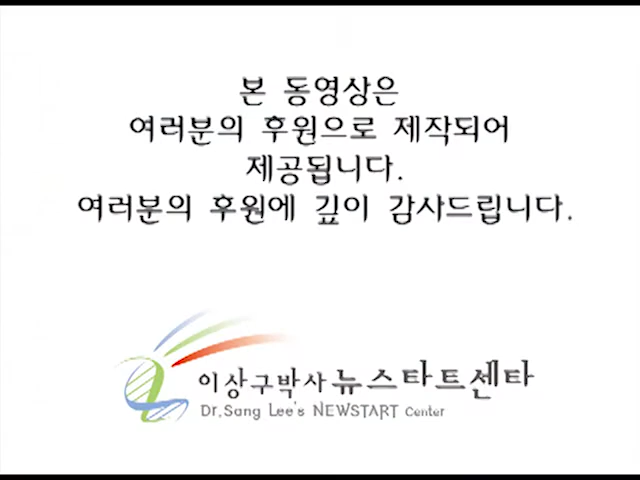 본 동영상은
여러분의 후원으로 제작되어
제공됩니다.
여러분의 후원에 깊이 감사드립니다.
이상구박사 뉴스타트센타
Dr.Sang Lee's NEWSTART Center